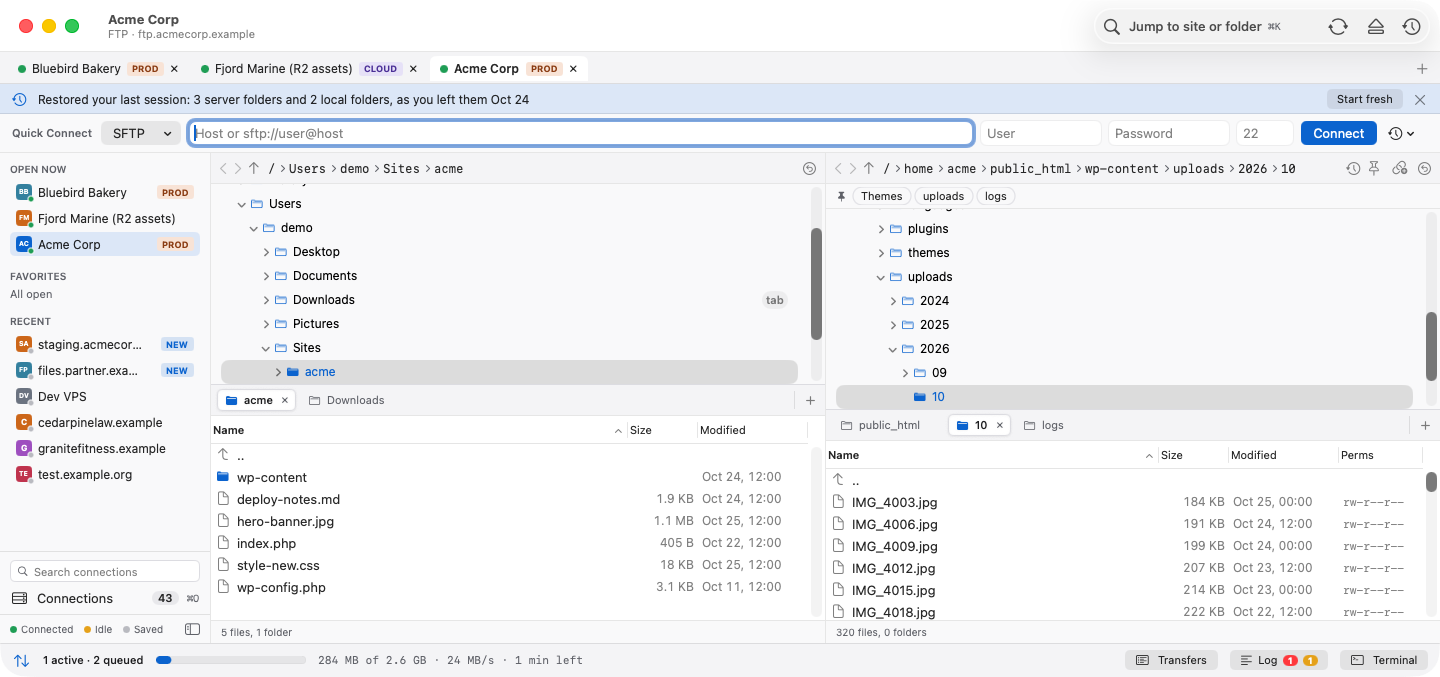 Acme Corp
FTP · ftp.acmecorp.example
Jump to site or folder ⌘K
Bluebird Bakery PROD
Fjord Marine (R2 assets) CLOUD
Acme Corp PROD
Restored your last session: 3 server folders and 2 local folders, as you left them Oct 24
Start fresh
Quick Connect SFTP Host or sftp://user@host User Password 22 Connect
OPEN NOW
BB Bluebird Bakery PROD
FM Fjord Marine (R2 assets)
AC Acme Corp PROD
FAVORITES
All open
RECENT
SA staging.acmecor... NEW
FP files.partner.exa... NEW
DV Dev VPS
C cedarpinelaw.example
G granitefitness.example
TE test.example.org
Search connections
Connections 43 ⌘0
Connected Idle Saved
/ Users demo Sites acme
Users
demo
Desktop
Documents
Downloads
tab
Pictures
Sites
acme
acme Downloads
Name Size Modified
..
wp-content Oct 24, 12:00
deploy-notes.md 1.9 KB Oct 24, 12:00
hero-banner.jpg 1.1 MB Oct 25, 12:00
index.php 405 B Oct 22, 12:00
style-new.css 18 KB Oct 25, 12:00
wp-config.php 3.1 KB Oct 11, 12:00
5 files, 1 folder
/ home acme public_html wp-content uploads 2026 10
Themes uploads logs
plugins
themes
uploads
2024
2025
2026
09
10
public_html 10 logs
Name Size Modified Perms
..
IMG_4003.jpg 184 KB Oct 25, 00:00 rw-r--r--
IMG_4006.jpg 191 KB Oct 24, 12:00 rw-r--r--
IMG_4009.jpg 199 KB Oct 24, 00:00 rw-r--r--
IMG_4012.jpg 207 KB Oct 23, 12:00 rw-r--r--
IMG_4015.jpg 214 KB Oct 23, 00:00 rw-r--r--
IMG_4018.jpg 222 KB Oct 22, 12:00 rw-r--r--
320 files, 0 folders
1 active · 2 queued 284 MB of 2.6 GB · 24 MB/s · 1 min left
Transfers Log 1 1 Terminal